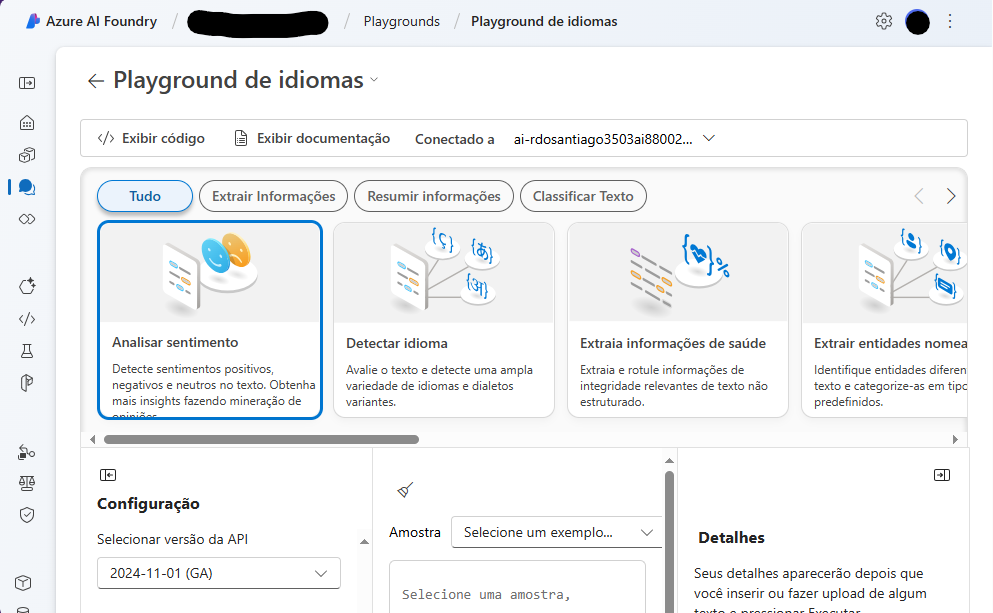 Azure AI Foundry / / Playgrounds / Playground de idiomas
Playground de idiomas
Exibir código Exibir documentação Conectado a ai-rdosantiago3503ai88002...
Tudo Extrair Informações Resumir informações Classificar Texto
Analisar sentimento
Detecte sentimentos positivos,
negativos e neutros no texto. Obtenha
mais insights fazendo mineração de
opiniões.
Detectar idioma
Avalie o texto e detecte uma ampla
variedade de idiomas e dialetos
variantes.
Extraia informações de saúde
Extraia e rotule informações de
integridade relevantes de texto não
estruturado.
Extrair entidades nomea
Identifique entidades diferen
texto e categorize-as em tipo
predefinidos.
Configuração
Selecionar versão da API
2024-11-01 (GA)
Amostra Selecione um exemplo...
Selecione uma amostra,
Detalhes
Seus detalhes aparecerão depois que
você inserir ou fazer upload de algum
texto e pressionar Executar.